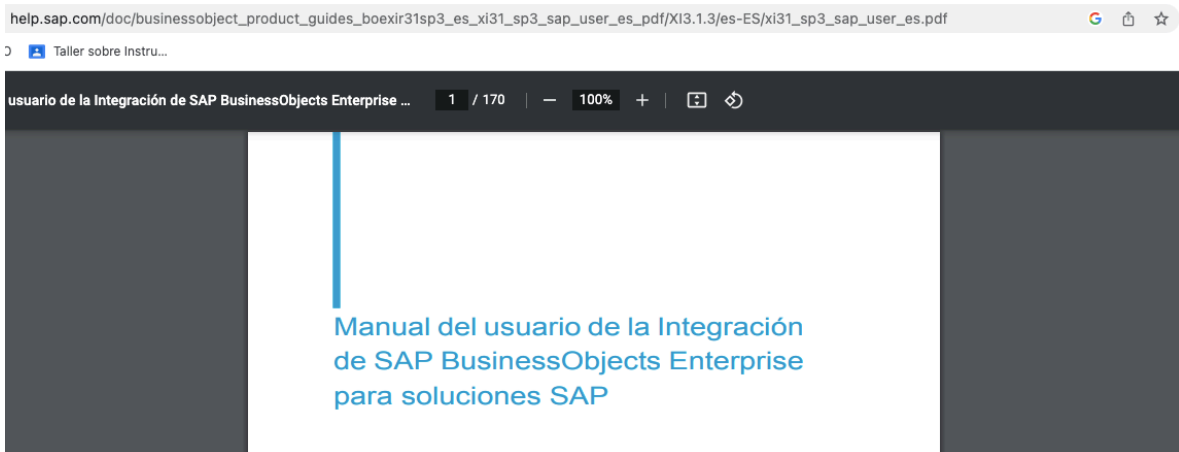 help.sap.com/doc/businessobject_product_guides_boexir31sp3_es_xi31_sp3_sap_user_es_pdf/XI3.1.3/es-ES/xi31_sp3_sap_user_es.pdf
Taller sobre Instru...
usuario de la Integración de SAP BusinessObjects Enterprise ... 1 / 170 | — 100% + |
Manual del usuario de la Integración
de SAP BusinessObjects Enterprise
para soluciones SAP